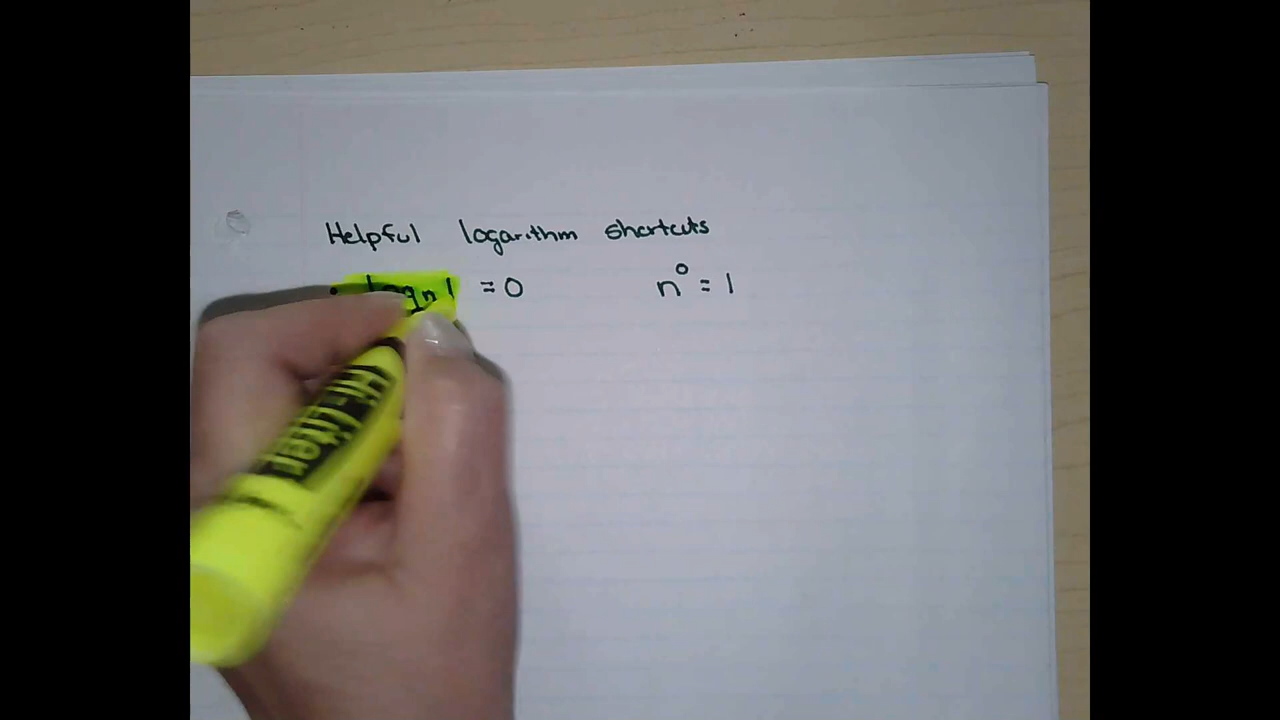 Helpful logarithm shortcuts
• logn1 = 0 n⁰ = 1
Hi-Liter